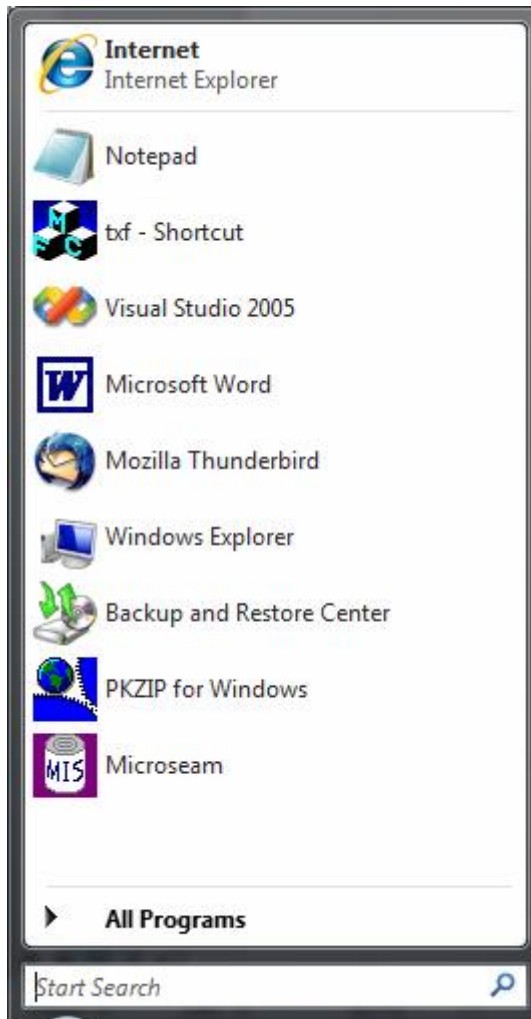 Internet
Internet Explorer
Notepad
txf - Shortcut
Visual Studio 2005
W
Microsoft Word
Mozilla Thunderbird
Windows Explorer
Backup and Restore Center
PKZIP for Windows
MIS
Microseam
All Programs
Start Search